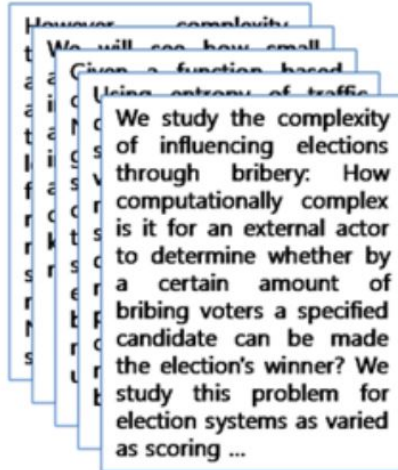 However, complexity
We will see how small
Given a function based
Using entropy of traffic
We study the complexity
of influencing elections
through bribery: How
computationally complex
is it for an external actor
to determine whether by
a certain amount of
bribing voters a specified
candidate can be made
the election's winner? We
study this problem for
election systems as varied
as scoring ...